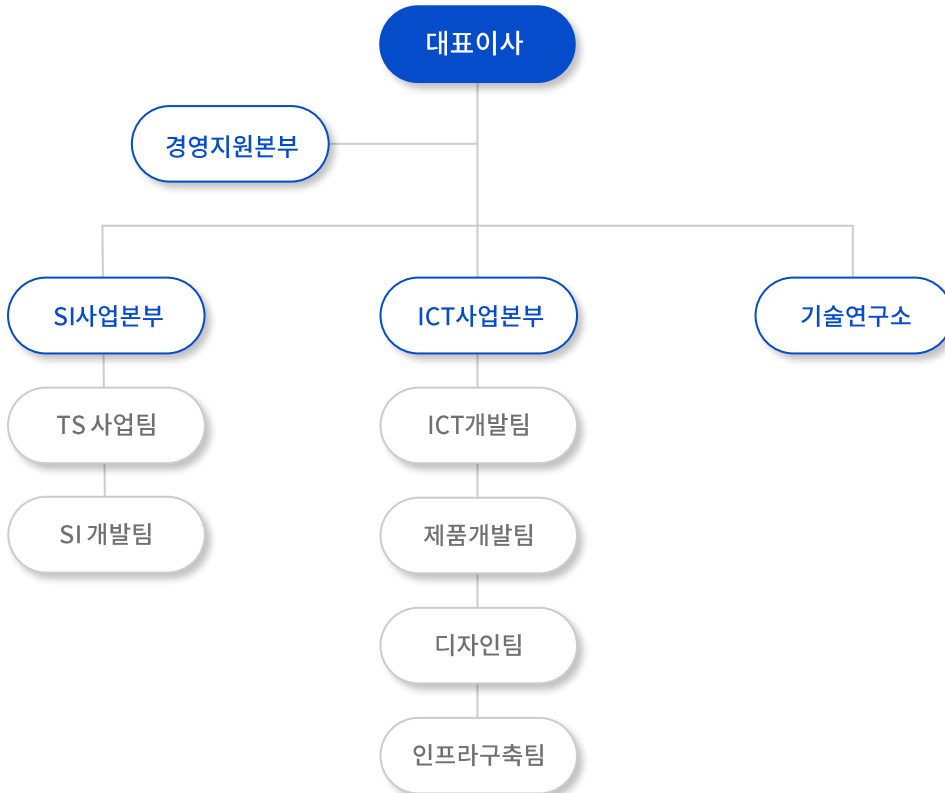 대표이사
경영지원본부
SI사업본부
ICT사업본부
기술연구소
TS 사업팀
ICT개발팀
SI 개발팀
제품개발팀
디자인팀
인프라구축팀